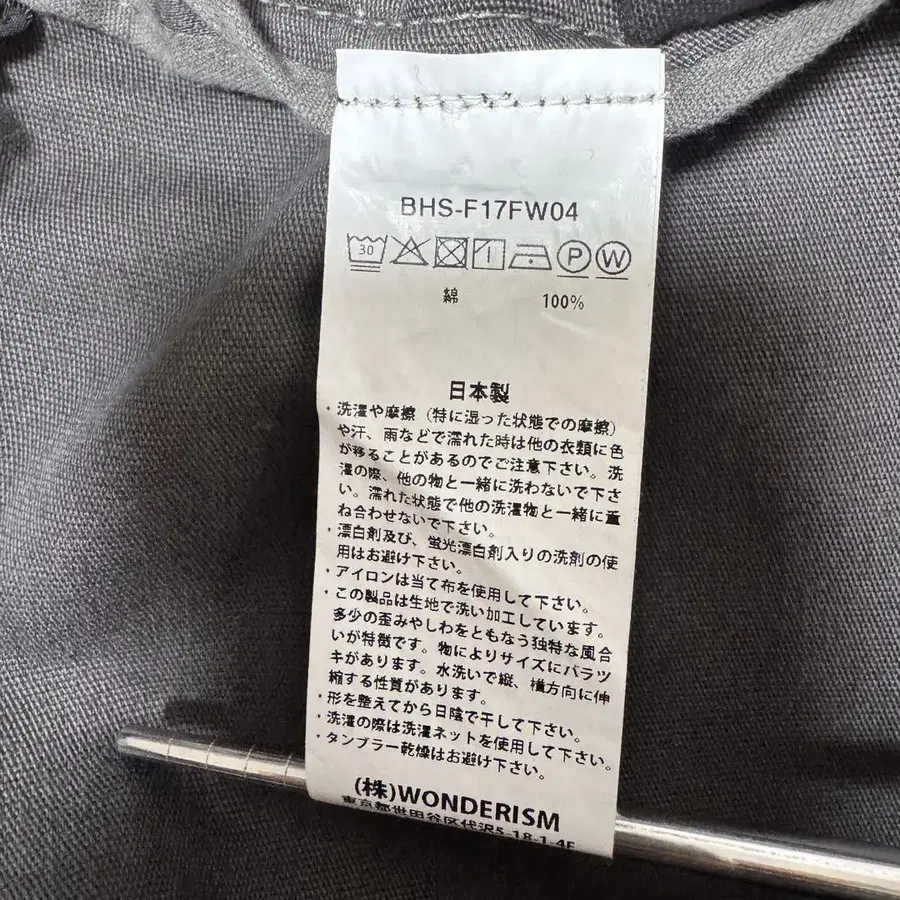 BHS-F17FW04
30
P W
綿 100%
日本製
・洗濯や摩擦（特に湿った状態での摩擦）
や汗、雨などで濡れた時は他の衣類に色
が移ることがあるのでご注意下さい。洗
濯の際、他の物と一緒に洗わないで下さ
い。濡れた状態で他の洗濯物と一緒に重
ね合わせないで下さい。
・漂白剤及び、蛍光漂白剤入りの洗剤の使
用はお避け下さい。
・アイロンは当て布を使用して下さい。
・この製品は生地で洗い加工しています。
多少の歪みやしわをともなう独特な風合
いが特徴です。物によりサイズにバラツ
キがあります。水洗いで縦、横方向に伸
縮する性質があります。
・形を整えてから日陰で干して下さい。
・洗濯の際は洗濯ネットを使用して下さい。
・タンブラー乾燥はお避け下さい。
(株)WONDERISM
東京都世田谷区代沢5-18-1-4F